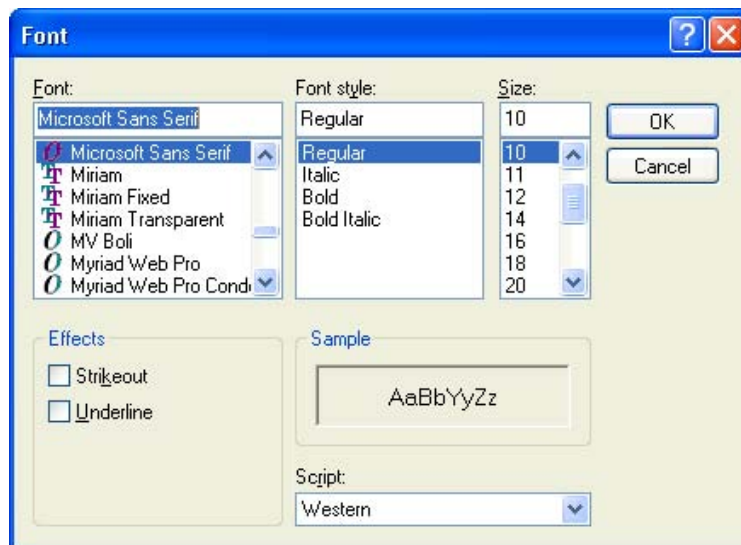 Font
Font:
Microsoft Sans Serif
Microsoft Sans Serif
Miriam
Miriam Fixed
Miriam Transparent
MV Boli
Myriad Web Pro
Myriad Web Pro Cond
Font style:
Regular
Regular
Italic
Bold
Bold Italic
Size:
10
10
11
12
14
16
18
20
OK
Cancel
Effects
Strikeout
Underline
Sample
AaBbYyZz
Script:
Western